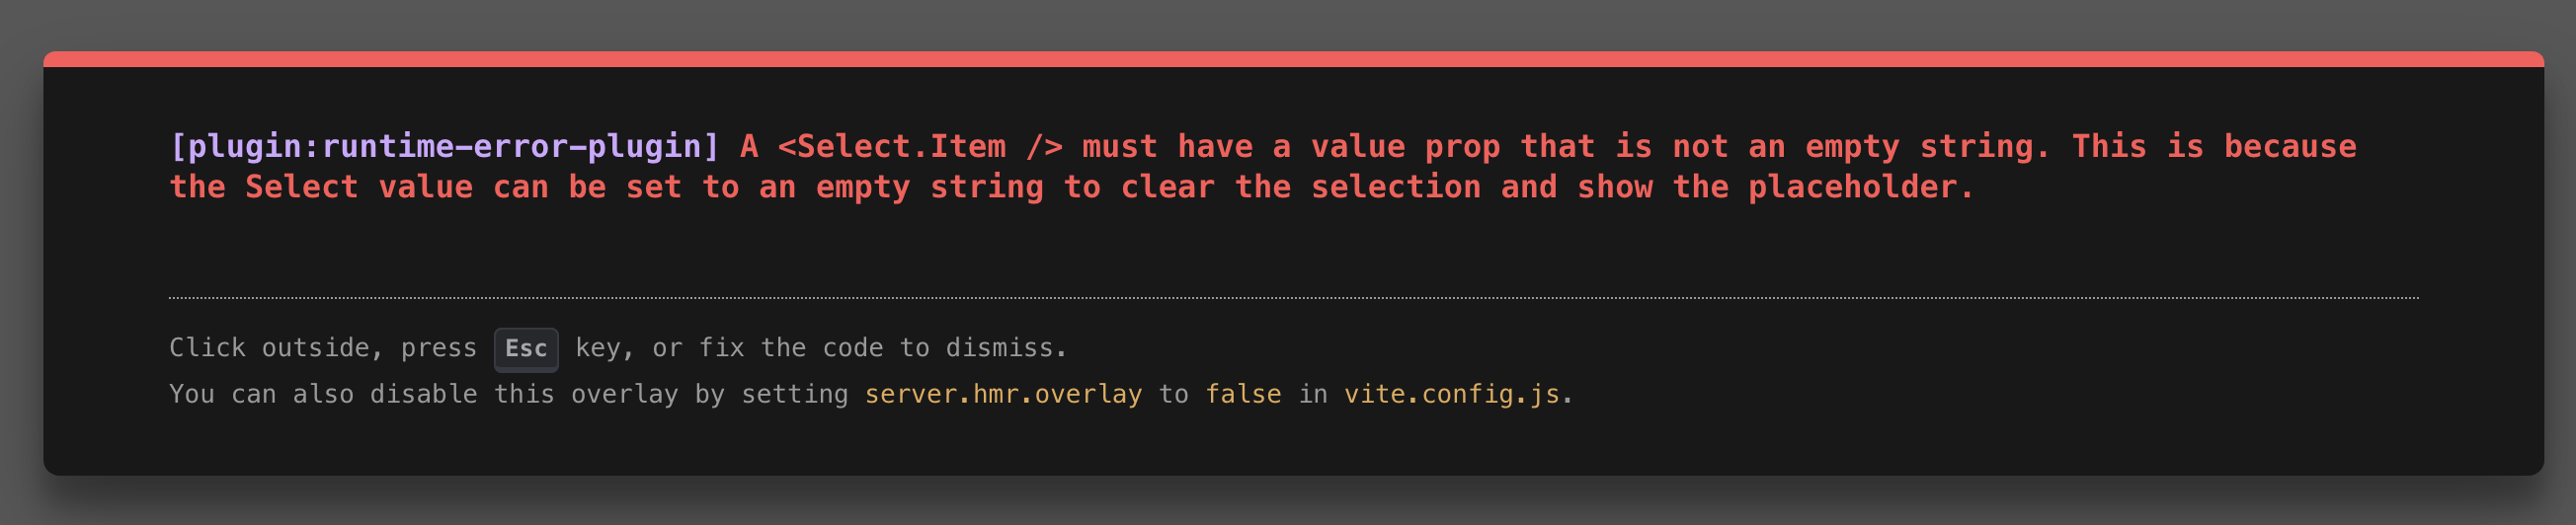 [plugin:runtime-error-plugin] A <Select.Item /> must have a value prop that is not an empty string. This is because
the Select value can be set to an empty string to clear the selection and show the placeholder.
Click outside, press Esc key, or fix the code to dismiss.
You can also disable this overlay by setting server.hmr.overlay to false in vite.config.js.